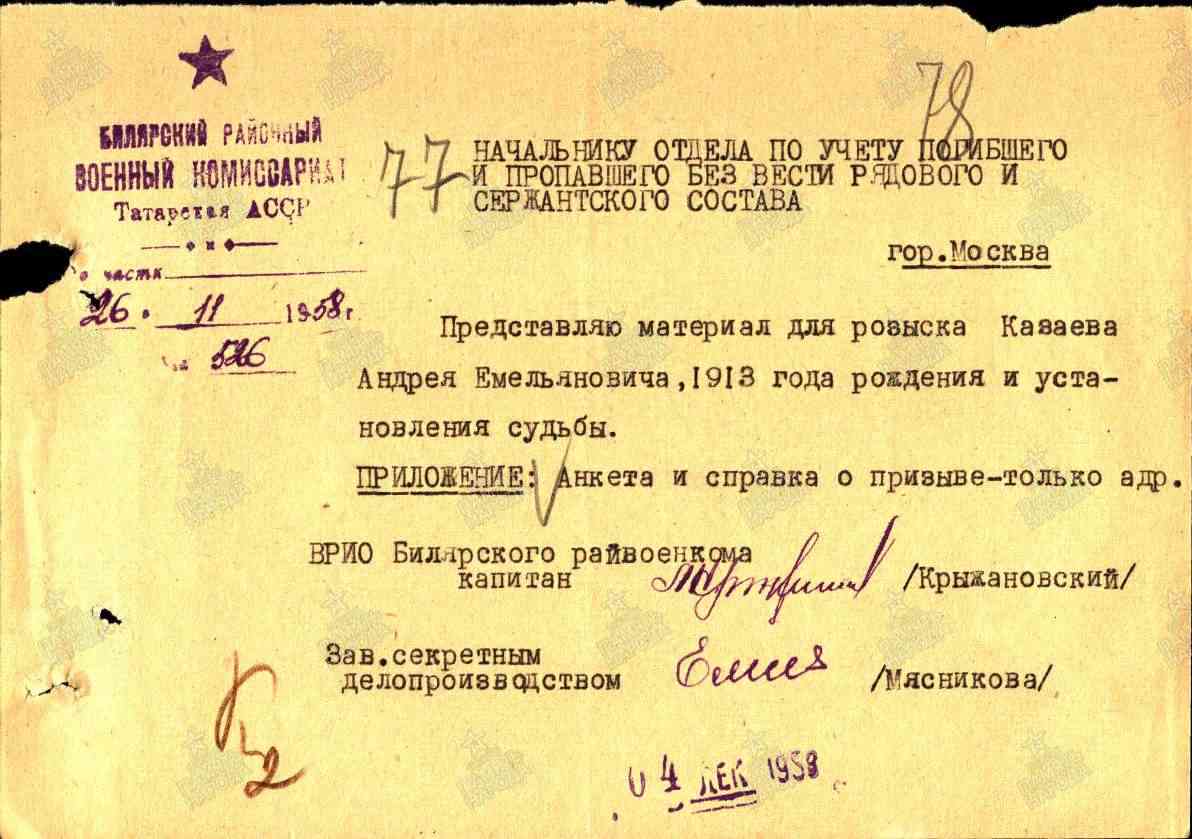 78
БИЛЯРСКИЙ РАЙОННЫЙ
ВОЕННЫЙ КОМИССАРИАТ
Татарская АССР
части
26. 11 1958г.
526
77
НАЧАЛЬНИКУ ОТДЕЛА ПО УЧЕТУ ПОГИБШЕГО
И ПРОПАВШЕГО БЕЗ ВЕСТИ РЯДОВОГО И
СЕРЖАНТСКОГО СОСТАВА
гор.Москва
Представляю материал для розыска Казаева
Андрея Емельяновича,1913 года рождения и уста-
новления судьбы.
ПРИЛОЖЕНИЕ: Анкета и справка о призыве-только адр.
ВРИО Билярского райвоенкома
капитан /Крыжановский/
Зав.секретным
делопроизводством /Мясникова/
04 ДЕК 1958